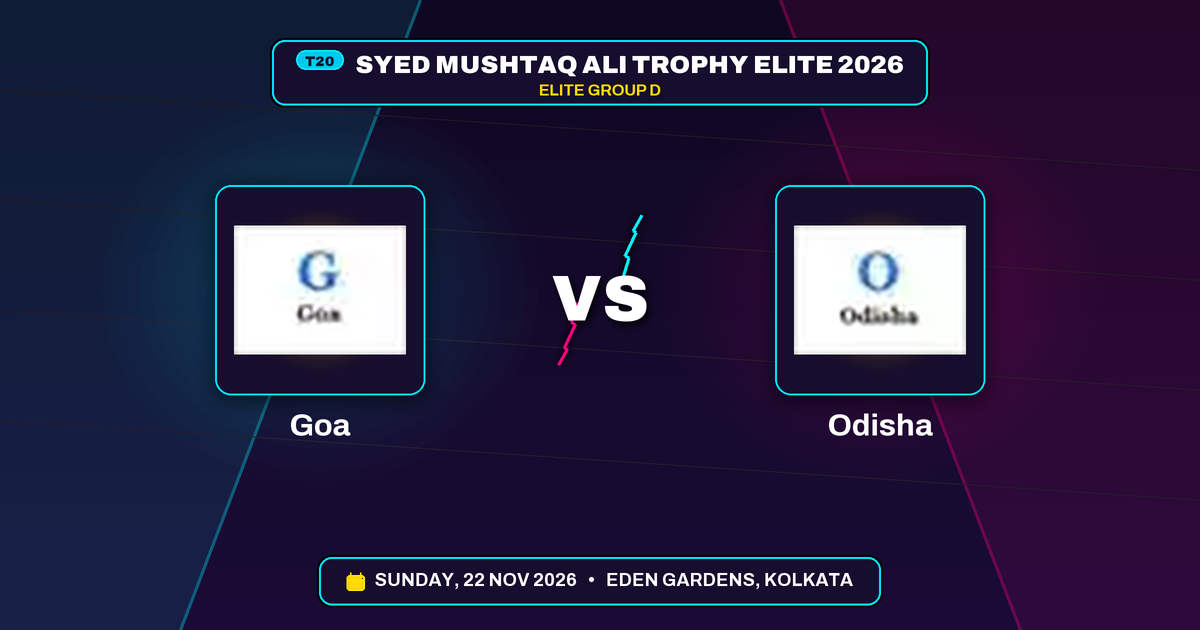 T20 SYED MUSHTAQ ALI TROPHY ELITE 2026
ELITE GROUP D
G
Goa
O
Odisha
VS
Goa
Odisha
SUNDAY, 22 NOV 2026 • EDEN GARDENS, KOLKATA